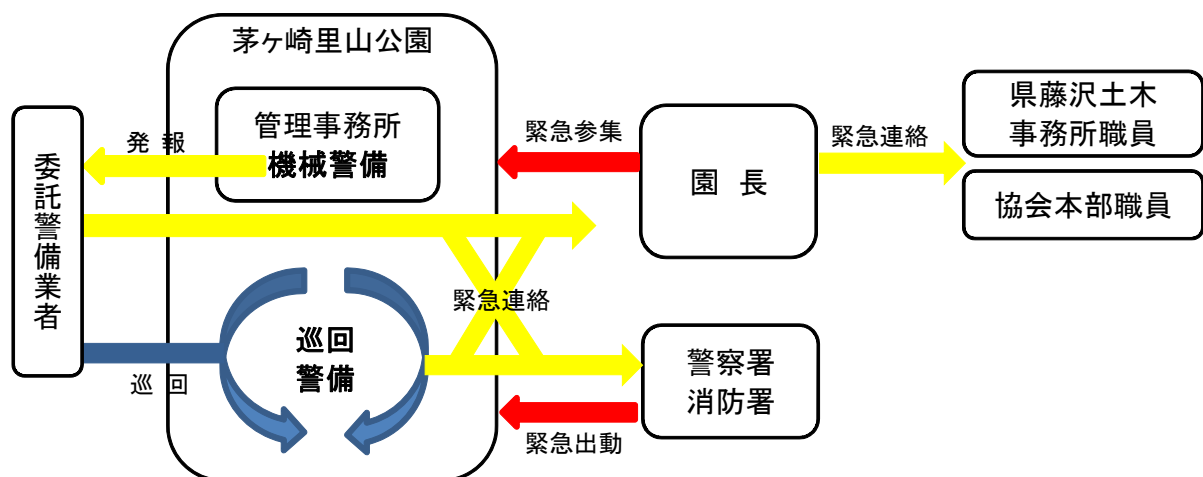 茅ヶ崎里山公園
管理事務所
機械警備
発 報
委託警備業者
緊急参集
園 長
緊急連絡
県藤沢土木
事務所職員
協会本部職員
緊急連絡
巡回
警備
巡 回
警察署
消防署
緊急出動